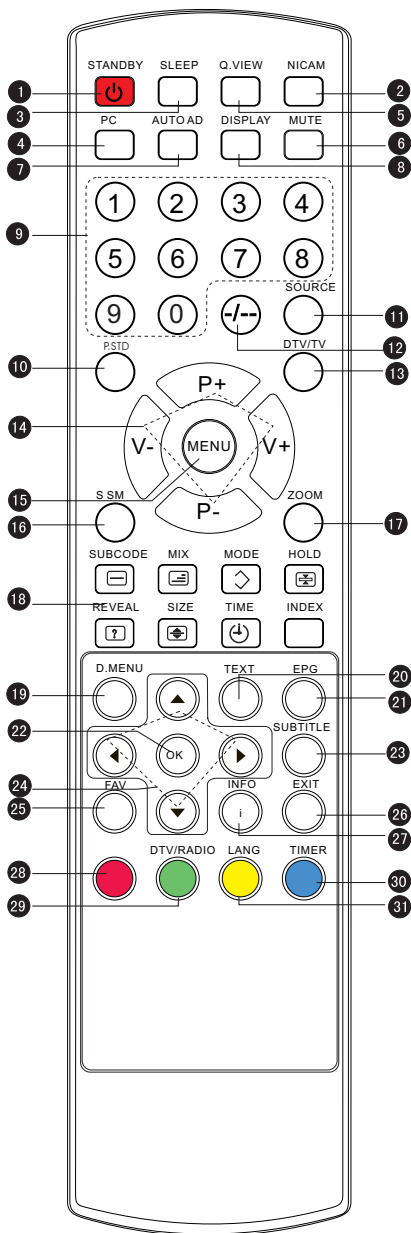 STANDBY SLEEP Q.VIEW NICAM
1 2
3 5
PC AUTO AD DISPLAY MUTE
4 6
7 8
1 2 3 4
9
5 6 7 8
SOURCE
9 0 -/--
11
12
P.STD DTV/TV
10 13
P+
14
V- MENU V+
15
P-
S SM ZOOM
16 17
SUBCODE MIX MODE HOLD
18
REVEAL SIZE TIME INDEX
?
D.MENU TEXT EPG
19 20
21
22 SUBTITLE
OK 23
24
FAV INFO EXIT
25 i 26
27
DTV/RADIO LANG TIMER
28 30
29 31